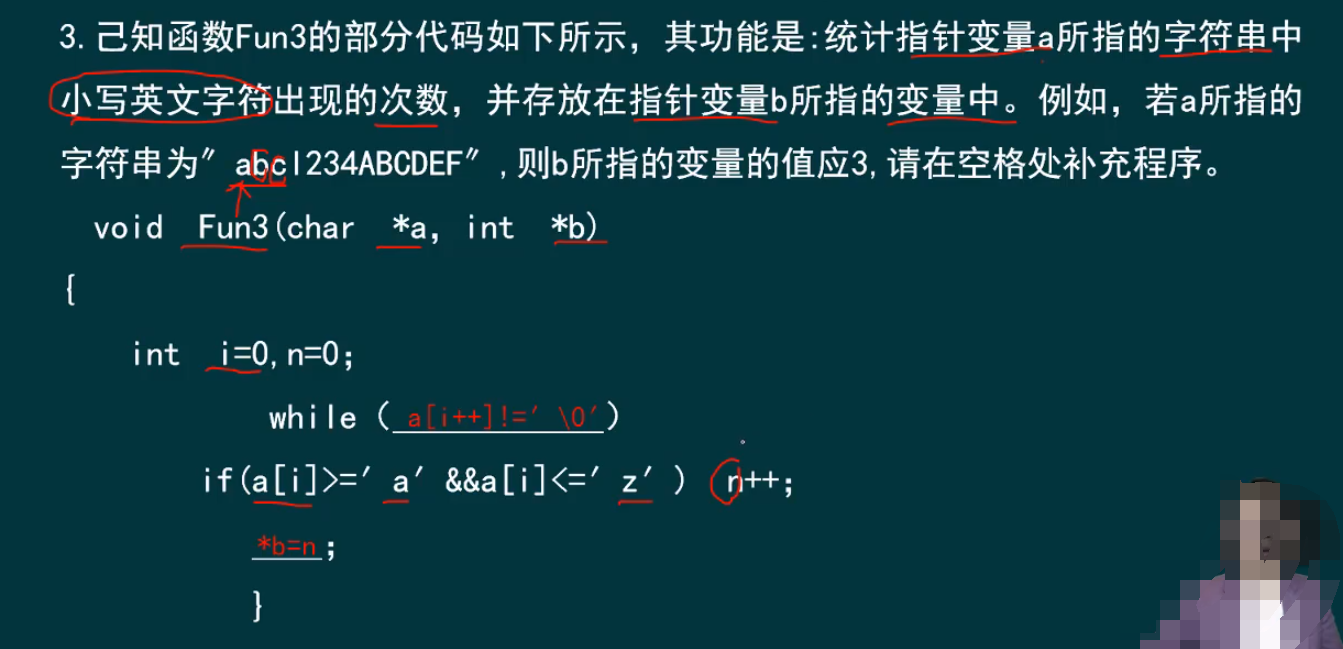 3.己知函数Fun3的部分代码如下所示，其功能是:统计指针变量a所指的字符串中
小写英文字符出现的次数，并存放在指针变量b所指的变量中。例如，若a所指的
字符串为″abcl234ABCDEF″,则b所指的变量的值应3,请在空格处补充程序。
void Fun3(char *a，int *b)
{
int i=0,n=0;
while (a[i++]!=′\0′)
if(a[i]>=′a′ &&a[i]<=′z′) n++;
*b=n;
}